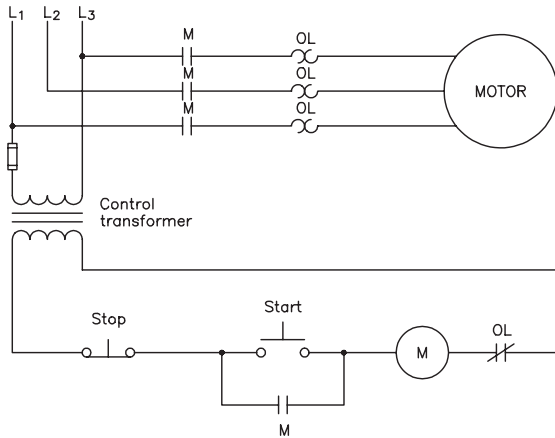 L1 L2 L3
M OL
M OL
M OL
MOTOR
Control
transformer
Start
Stop
M
OL
M